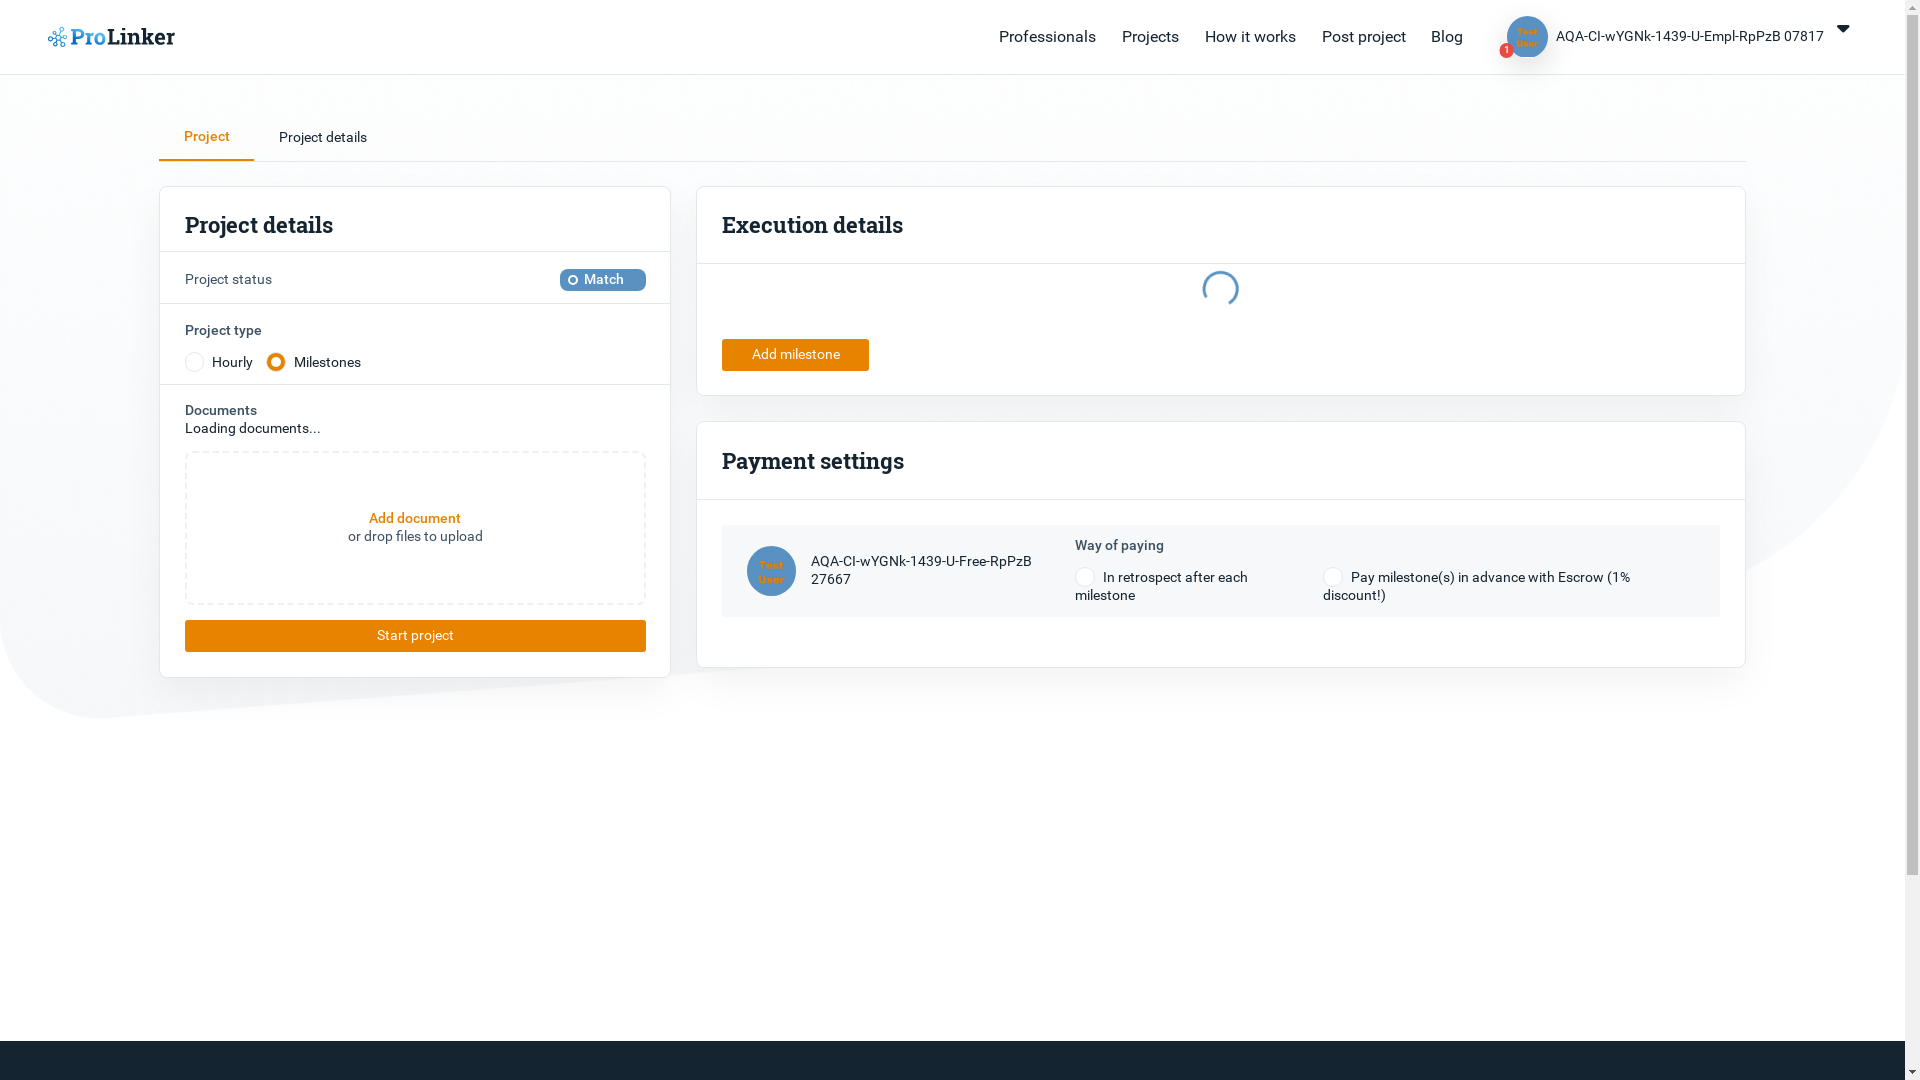 ProLinker
Professionals
Projects
How it works
Post project
Blog
Test
User
1
AQA-CI-wYGNk-1439-U-Empl-RpPzB 07817
Project
Project details
Project details
Project status
Match
Project type
Hourly
Milestones
Documents
Loading documents...
Add document
or drop files to upload
Start project
Execution details
Add milestone
Payment settings
Test
User
AQA-CI-wYGNk-1439-U-Free-RpPzB
27667
Way of paying
In retrospect after each
milestone
Pay milestone(s) in advance with Escrow (1%
discount!)